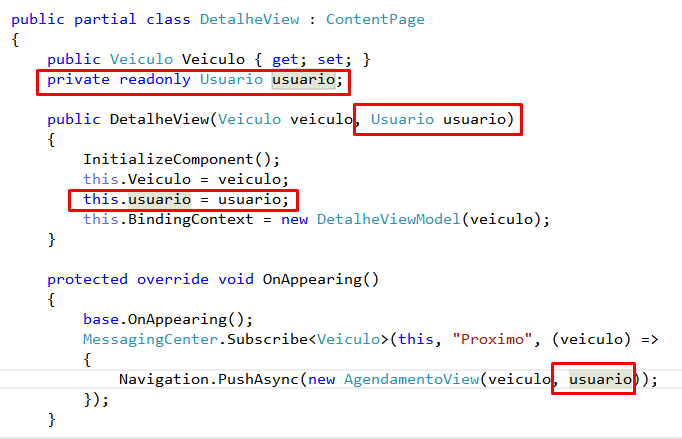 public partial class DetalheView : ContentPage
{
public Veiculo Veiculo { get; set; }
private readonly Usuario usuario;
public DetalheView(Veiculo veiculo, Usuario usuario)
{
InitializeComponent();
this.Veiculo = veiculo;
this.usuario = usuario;
this.BindingContext = new DetalheViewModel(veiculo);
}
protected override void OnAppearing()
{
base.OnAppearing();
MessagingCenter.Subscribe<Veiculo>(this, "Proximo", (veiculo) =>
{
Navigation.PushAsync(new AgendamentoView(veiculo, usuario));
});
}